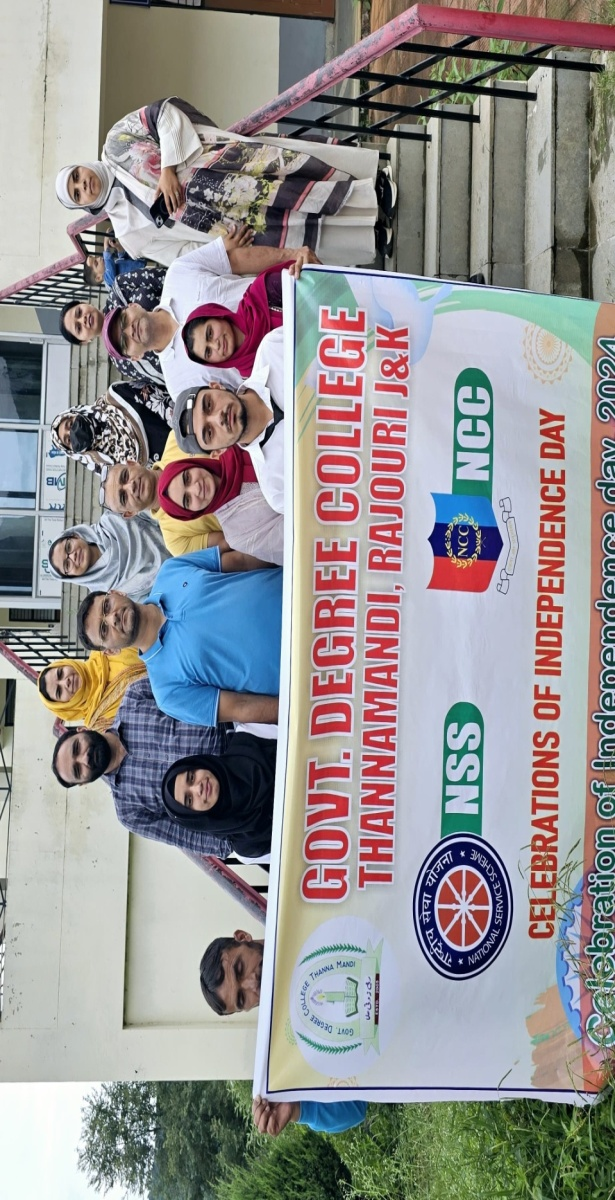 GOVT. DEGREE COLLEGE
THANNAMANDI, RAJOURI J&K
GOVT. DEGREE COLLEGE THANNA MANDI
राष्ट्रीय सेवा योजना
NATIONAL SERVICE SCHEME
NSS
NCC
NCC
CELEBRATIONS OF INDEPENDENCE DAY
Celebration of Independence day 2024